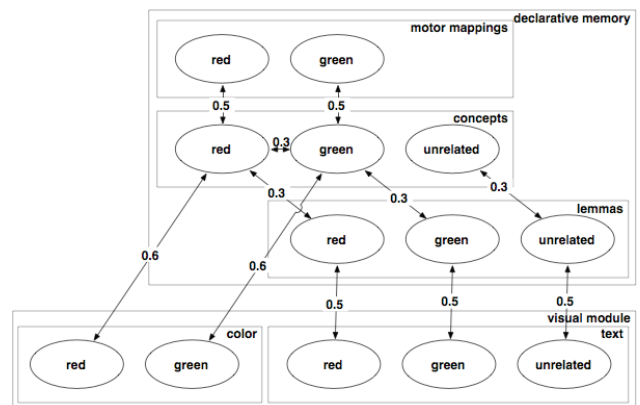 declarative memory
motor mappings
red green
0.5 0.5
concepts
red 0.3 green unrelated
0.3 0.3 0.3
lemmas
red green unrelated
0.6 0.6
0.5 0.5 0.5
visual module
color text
red green red green unrelated